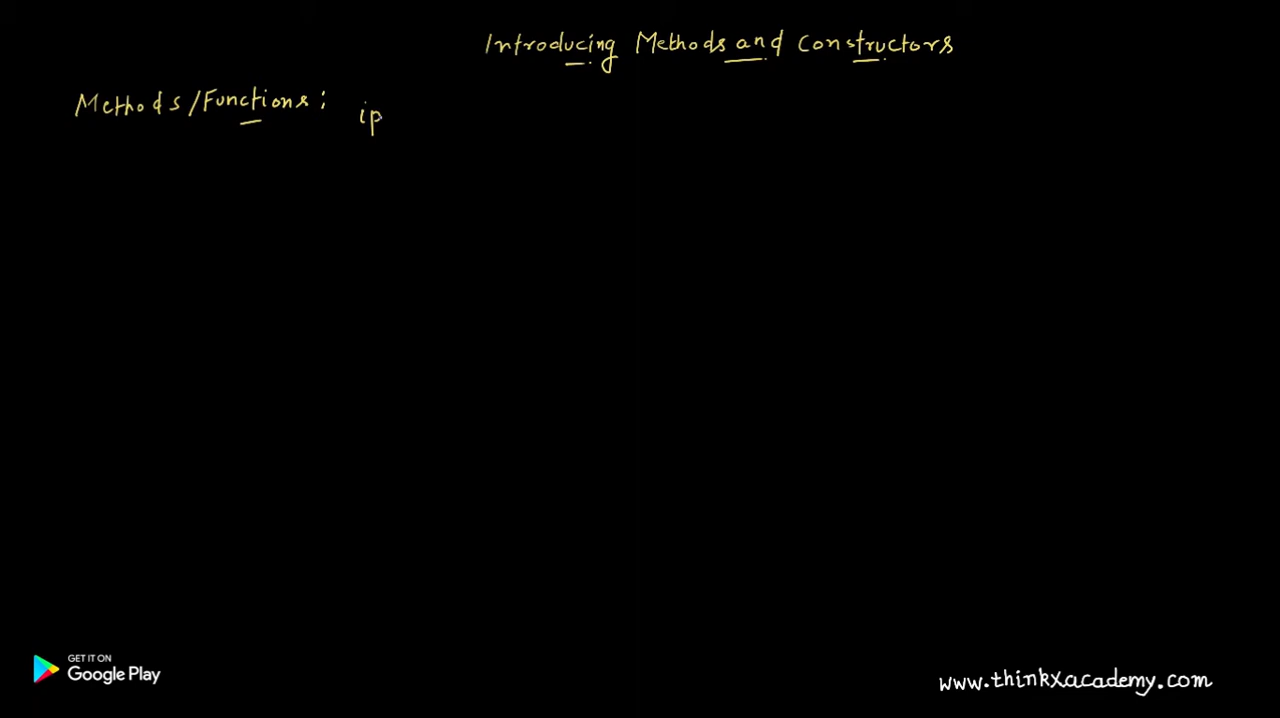 Introducing Methods and Constructors
Methods/Functions: ip
GET IT ON
Google Play
www.thinkxacademy.com